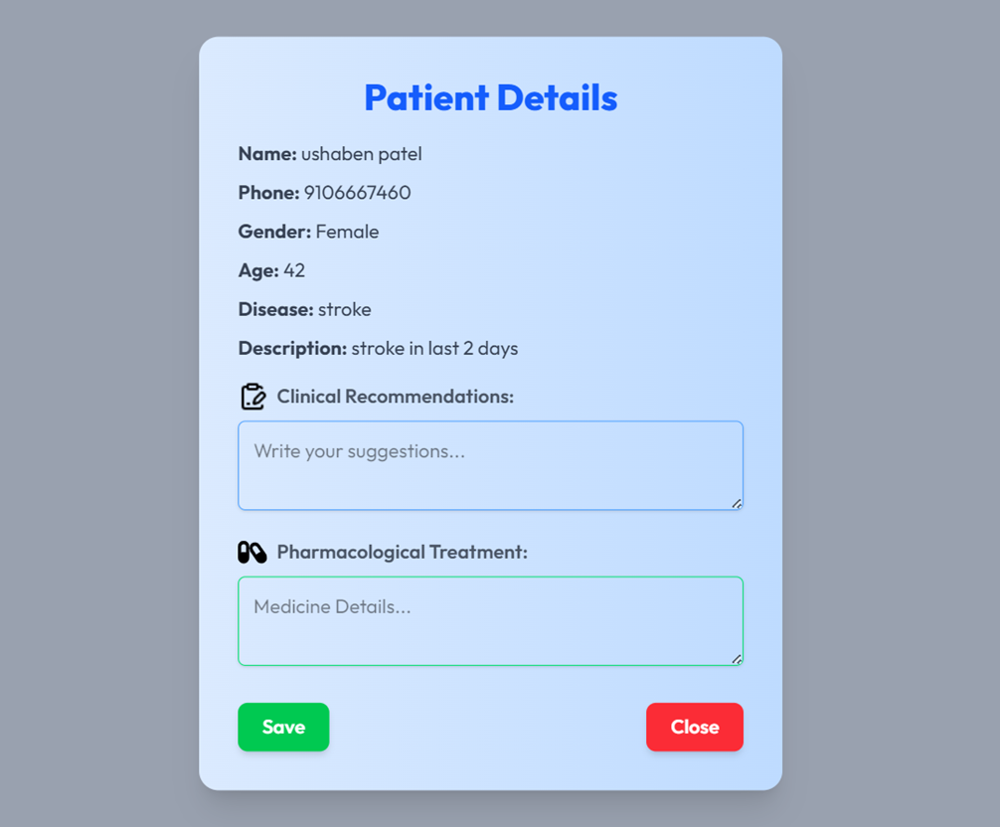 Patient Details
Name: ushaben patel
Phone: 9106667460
Gender: Female
Age: 42
Disease: stroke
Description: stroke in last 2 days
Clinical Recommendations:
Write your suggestions...
Pharmacological Treatment:
Medicine Details...
Save Close